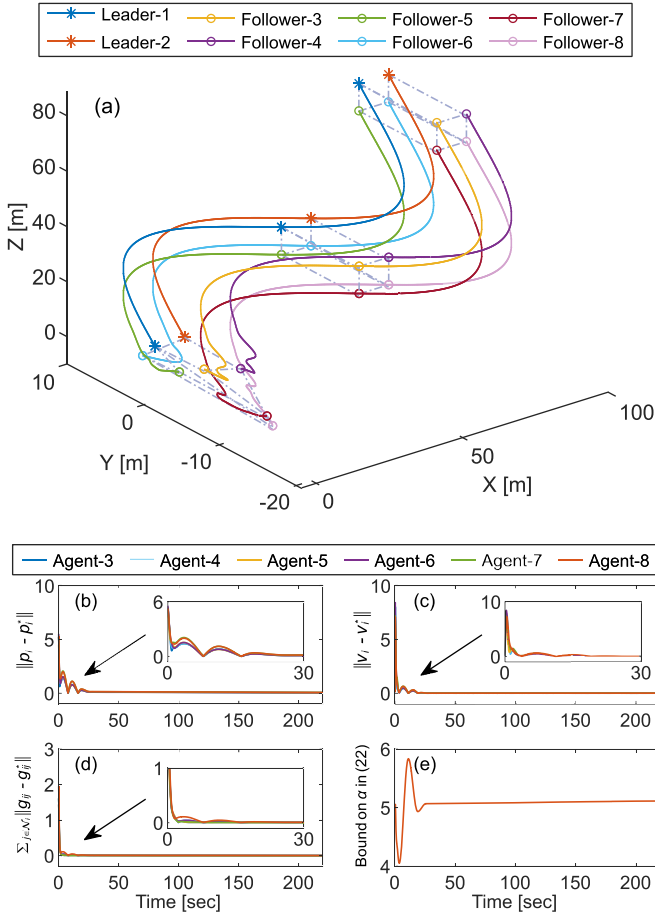 Leader-1 Follower-3 Follower-5 Follower-7
Leader-2 Follower-4 Follower-6 Follower-8
(a)
Z [m]
80
60
40
20
0
10
0
-10
-20
Y [m]
0
50
100
X [m]
Agent-3 Agent-4 Agent-5 Agent-6 Agent-7 Agent-8
(b)
||p_i - p_i^*||
10
5
0
6
0
0 30
0 50 100 150 200
(c)
||v_i - v_i^*||
10
5
0
10
0
0 30
0 50 100 150 200
(d)
∑_{j∈𝒩_i} ||g_{ij} - g_{ij}^*||
3
2
1
0
1
0
0 30
0 50 100 150 200
Time [sec]
(e)
Bound on α in (22)
6
5
4
0 50 100 150 200
Time [sec]